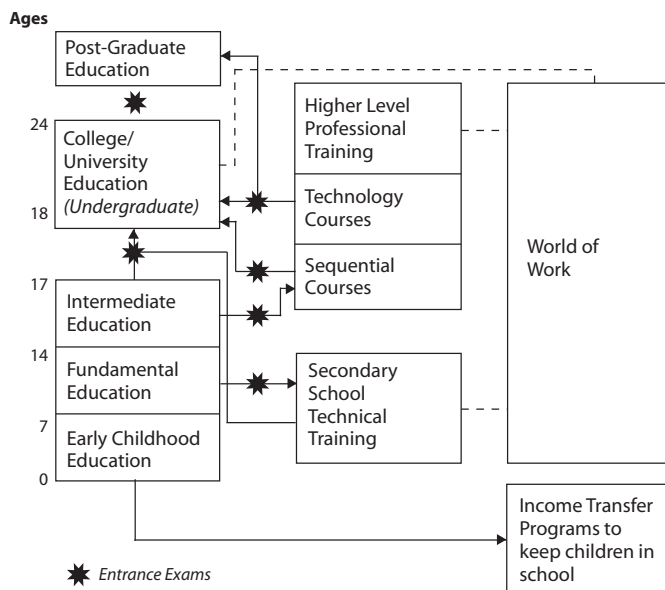 Ages
Post-Graduate
Education
24
College/
University
Education
(Undergraduate)
18
17
Intermediate
Education
14
Fundamental
Education
7
Early Childhood
Education
0
Higher Level
Professional
Training
Technology
Courses
Sequential
Courses
Secondary
School
Technical
Training
World of
Work
Income Transfer
Programs to
keep children in
school
Entrance Exams